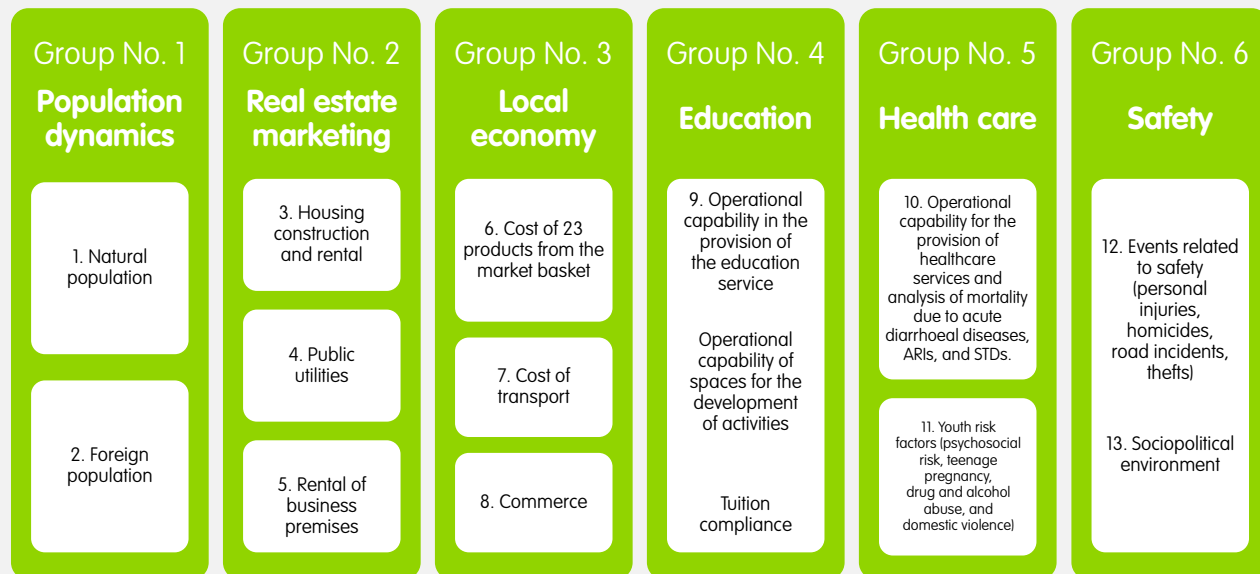 Group No. 1
Population
dynamics
1. Natural
population
2. Foreign
population
Group No. 2
Real estate
marketing
3. Housing
construction
and rental
4. Public
utilities
5. Rental of
business
premises
Group No. 3
Local
economy
6. Cost of 23
products from the
market basket
7. Cost of
transport
8. Commerce
Group No. 4
Education
9. Operational
capability in the
provision of
the education
service
Operational
capability of
spaces for the
development
of activities
Tuition
compliance
Group No. 5
Health care
10. Operational
capability for the
provision of
healthcare
services and
analysis of mortality
due to acute
diarrhoeal diseases,
ARIs, and STDs.
11. Youth risk
factors (psychosocial
risk, teenage
pregnancy,
drug and alcohol
abuse, and
domestic violence)
Group No. 6
Safety
12. Events related
to safety
(personal
injuries,
homicides,
road incidents,
thefts)
13. Sociopolitical
environment